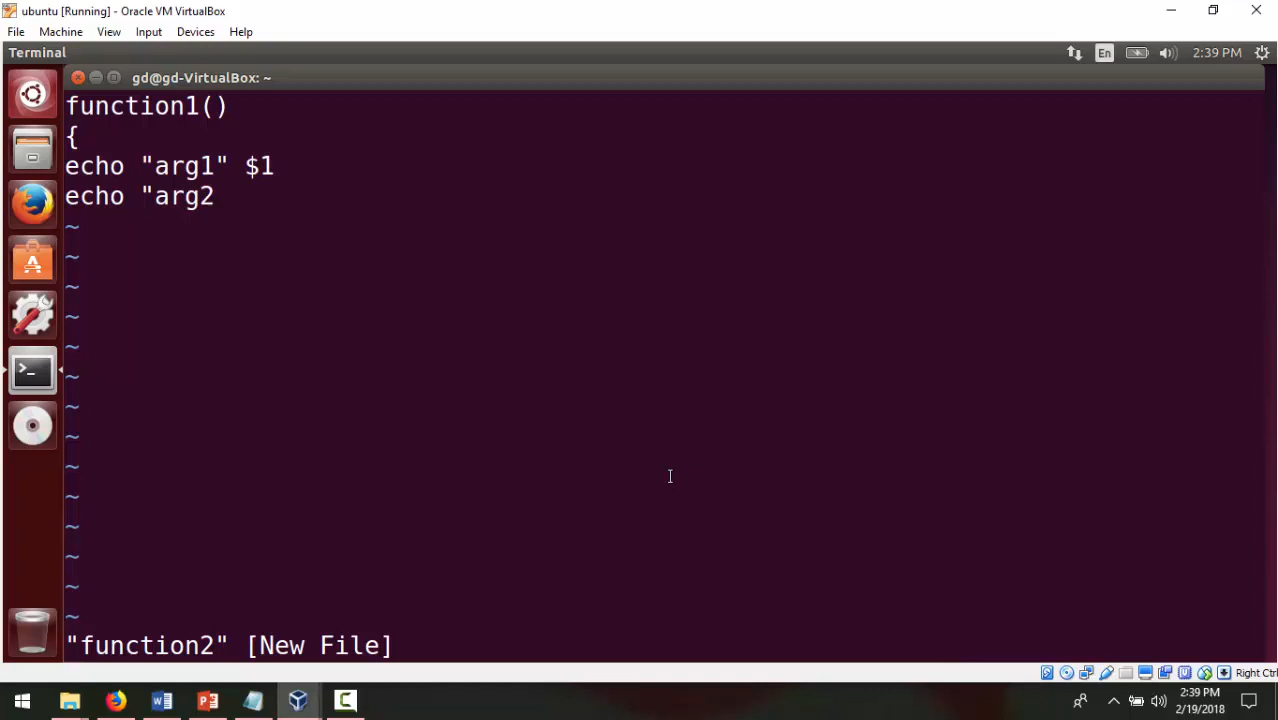 ubuntu [Running] - Oracle VM VirtualBox
File Machine View Input Devices Help
Terminal En 2:39 PM
gd@gd-VirtualBox: ~
function1()
{
echo "arg1" $1
echo "arg2
~
~
~
~
~
~
~
~
~
~
~
~
~
~
"function2" [New File]
Right Ctrl
2:39 PM
2/19/2018